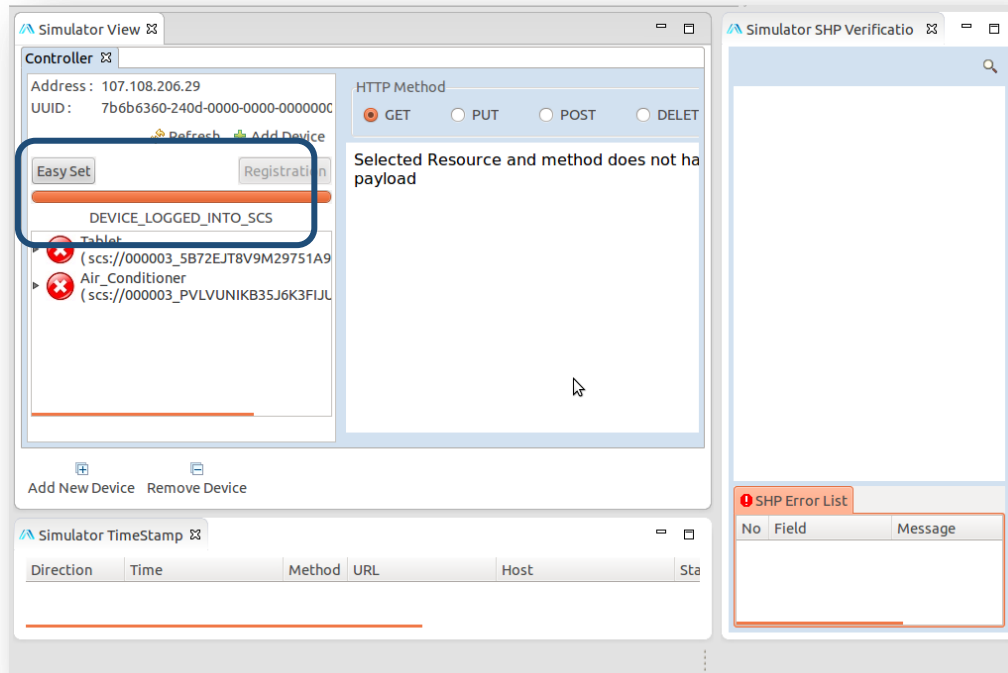 Simulator View
Controller
Address: 107.108.206.29
UUID: 7b6b6360-240d-0000-0000-0000000
Refresh Add Device
Easy Set Registration
DEVICE_LOGGED_INTO_SCS
Tablet
(scs://000003_5B72EJT8V9M29751A9
Air_Conditioner
(scs://000003_PVLVUNIKB35J6K3FIJU
HTTP Method
GET PUT POST DELET
Selected Resource and method does not ha
payload
Add New Device Remove Device
Simulator TimeStamp
Direction Time Method URL Host Sta
Simulator SHP Verificatio
SHP Error List
No Field Message